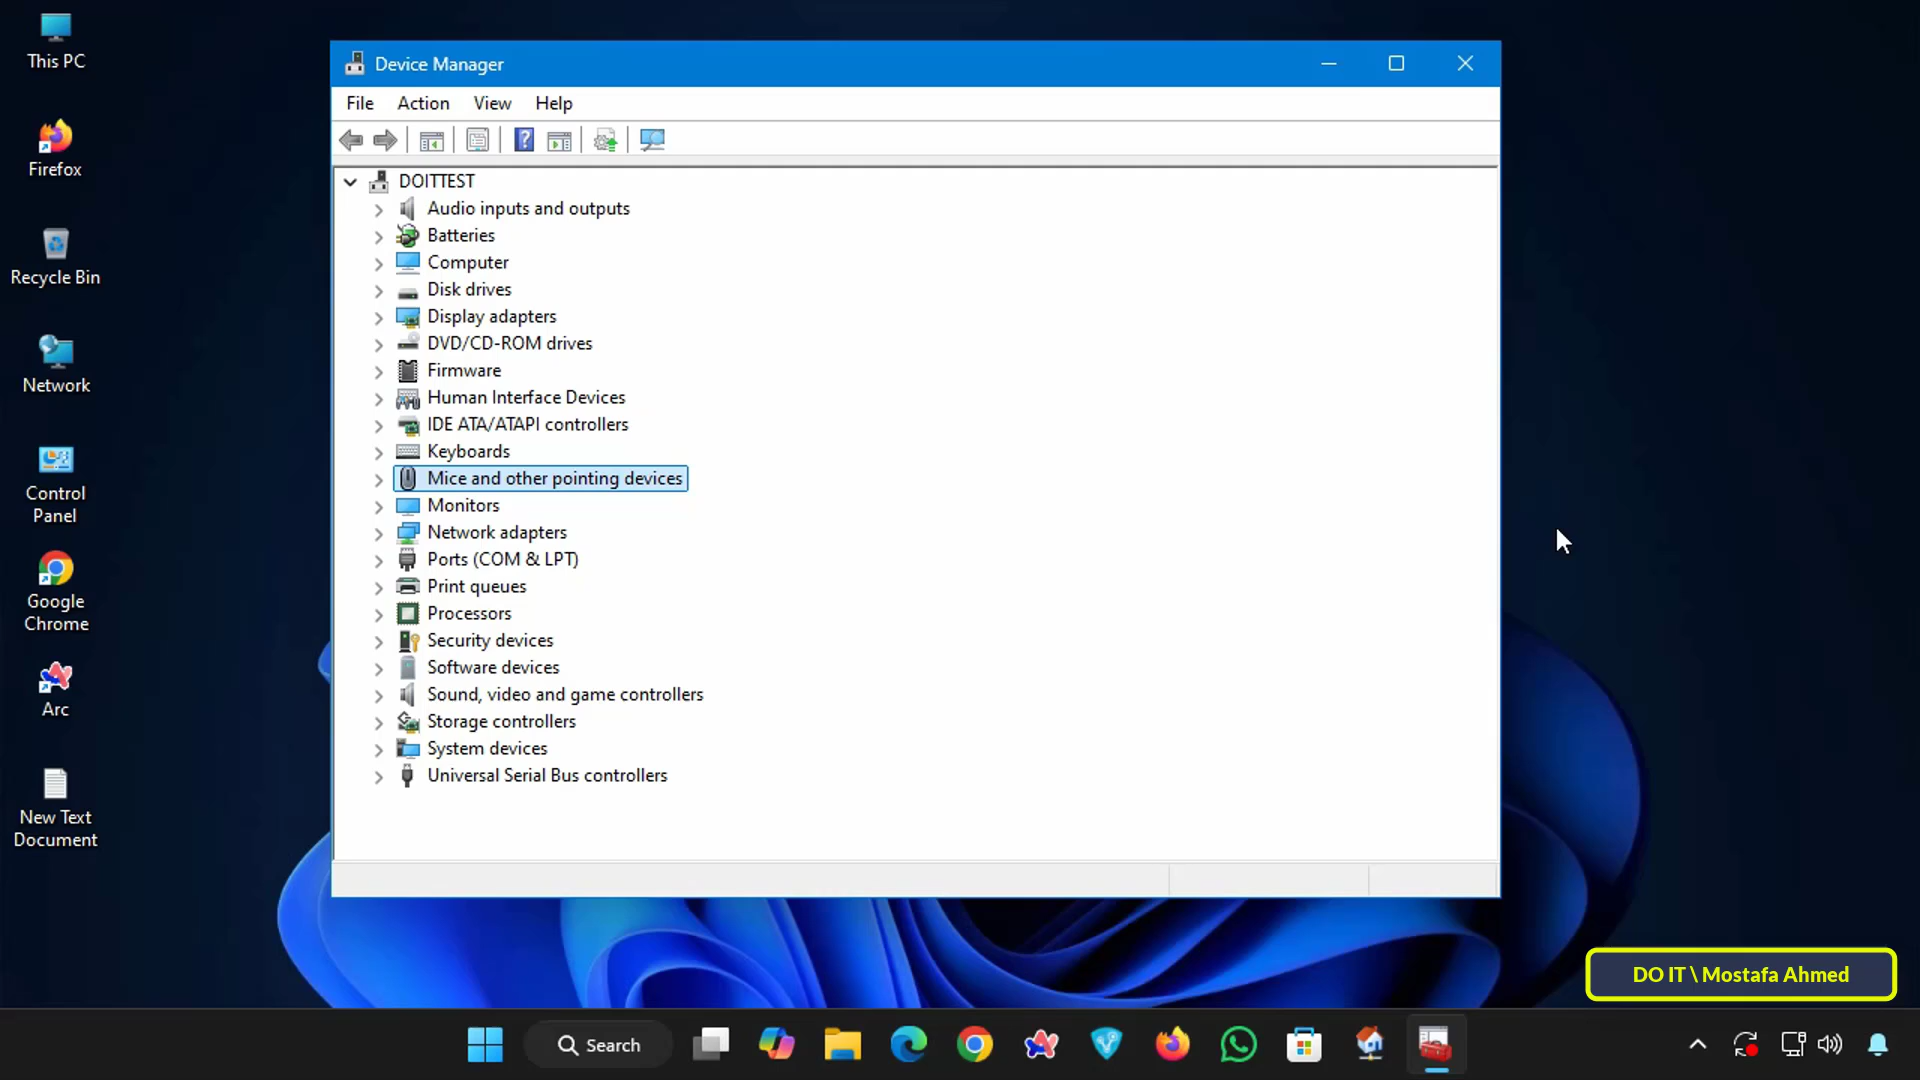 This PC
Firefox
Recycle Bin
Network
Control
Panel
Google
Chrome
Arc
New Text
Document
Device Manager
File Action View Help
DOITTEST
Audio inputs and outputs
Batteries
Computer
Disk drives
Display adapters
DVD/CD-ROM drives
Firmware
Human Interface Devices
IDE ATA/ATAPI controllers
Keyboards
Mice and other pointing devices
Monitors
Network adapters
Ports (COM & LPT)
Print queues
Processors
Security devices
Software devices
Sound, video and game controllers
Storage controllers
System devices
Universal Serial Bus controllers
DO IT \ Mostafa Ahmed
Search